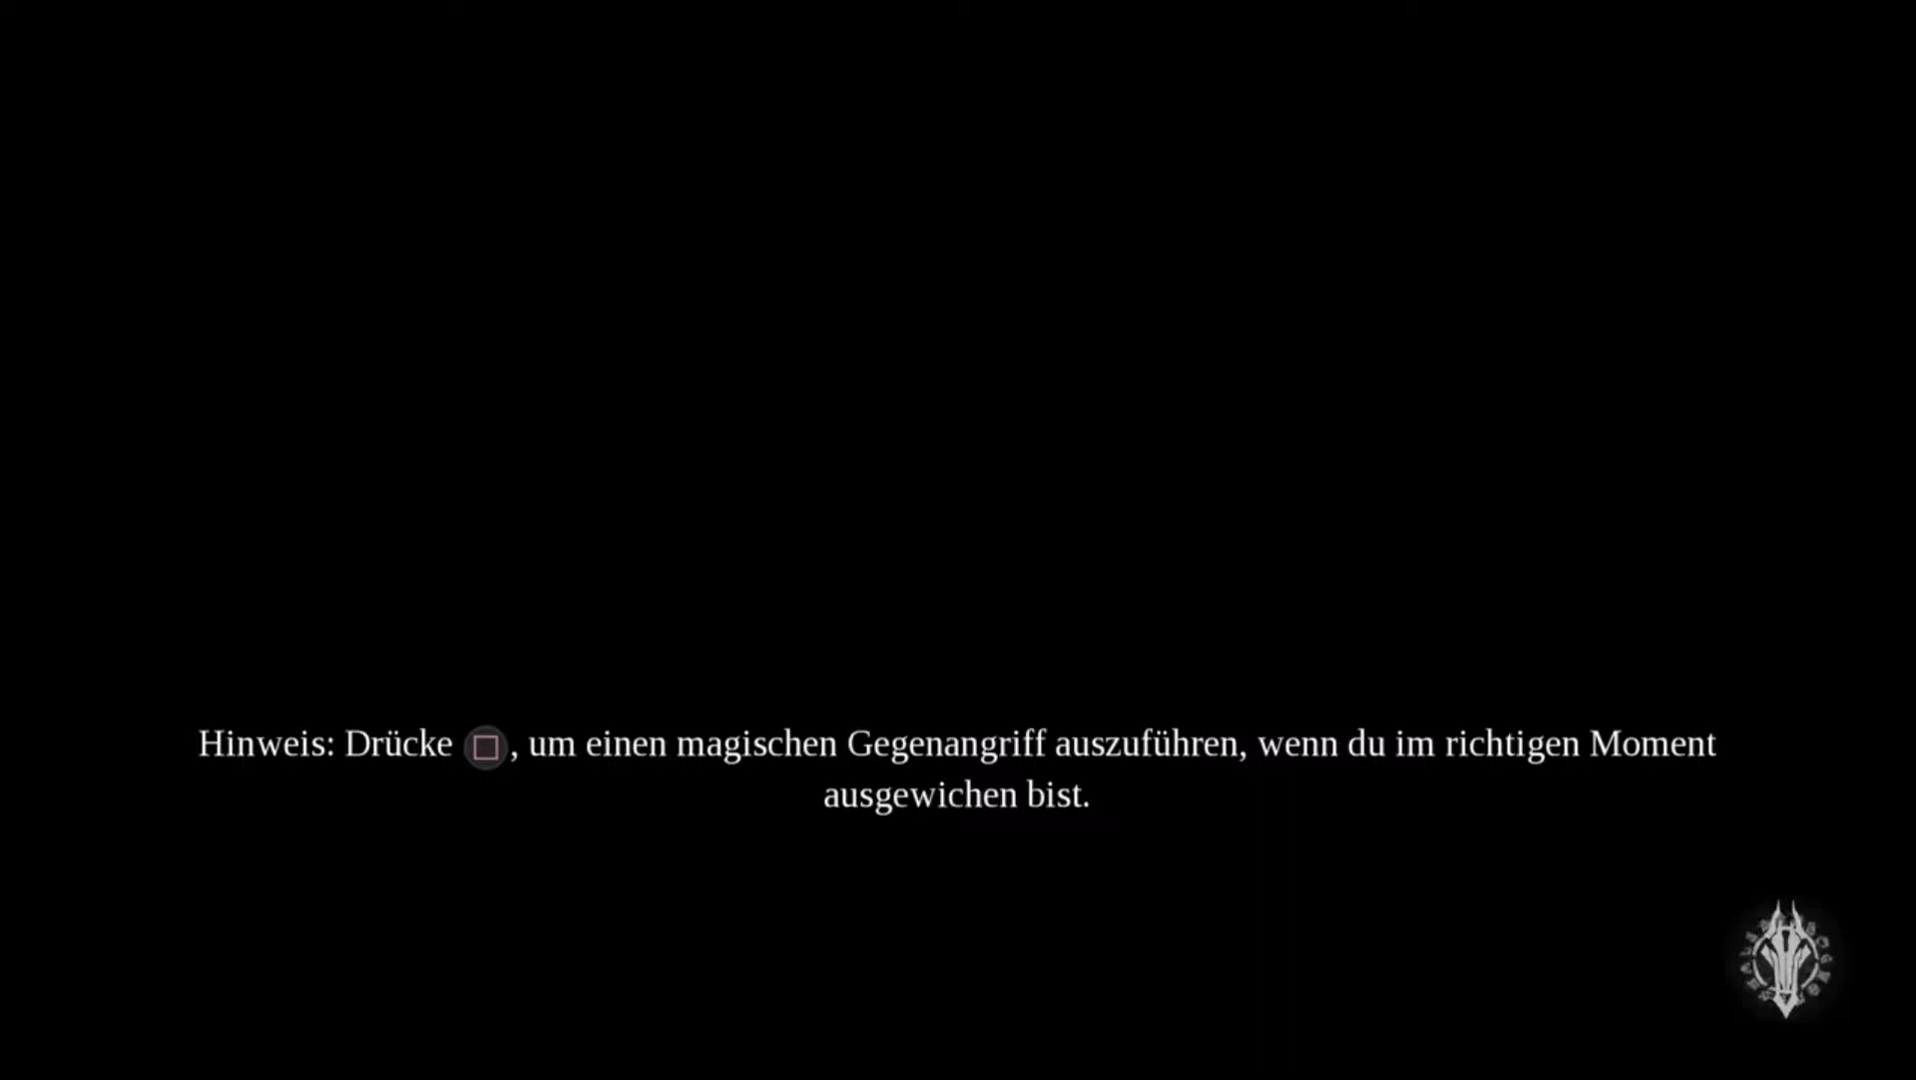 Hinweis: Drücke □, um einen magischen Gegenangriff auszuführen, wenn du im richtigen Moment
ausgewichen bist.